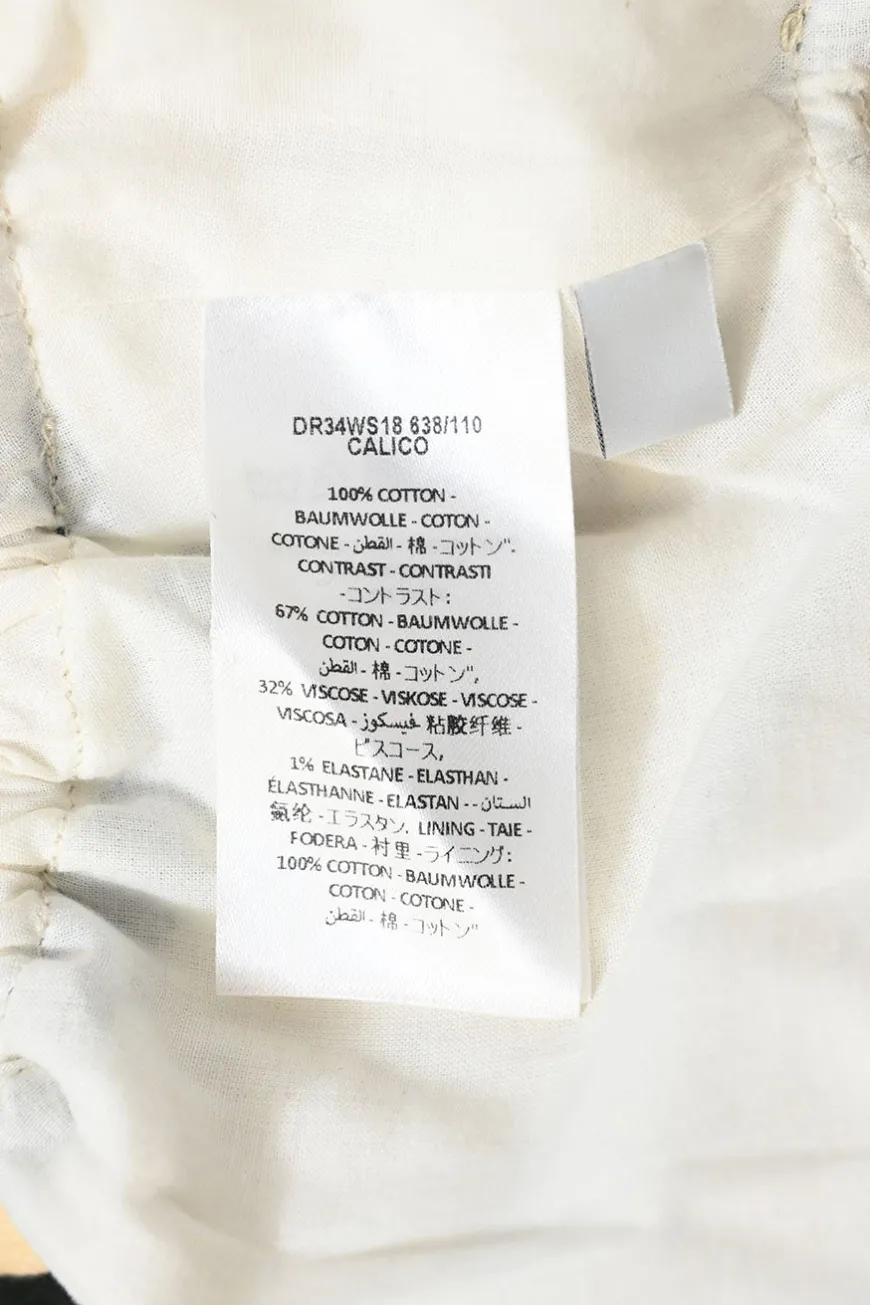 DR34WS18 638/110
CALICO
100% COTTON -
BAUMWOLLE - COTON -
COTONE - القطن - 棉 - コットン".
CONTRAST - CONTRASTI
-コントラスト:
67% COTTON - BAUMWOLLE -
COTON - COTONE -
القطن - 棉 - コットン",
32% VISCOSE - VISKOSE - VISCOSE -
VISCOSA - فيسكوز 粘胶纤维 -
ビスコース,
1% ELASTANE - ELASTHAN -
ÉLASTHANNE - ELASTAN - - الستان
氨纶 - エラスタン, LINING - TAIE -
FODERA - 衬里 - ライニング:
100% COTTON - BAUMWOLLE -
COTON - COTONE -
القطن - 棉 - コットン"